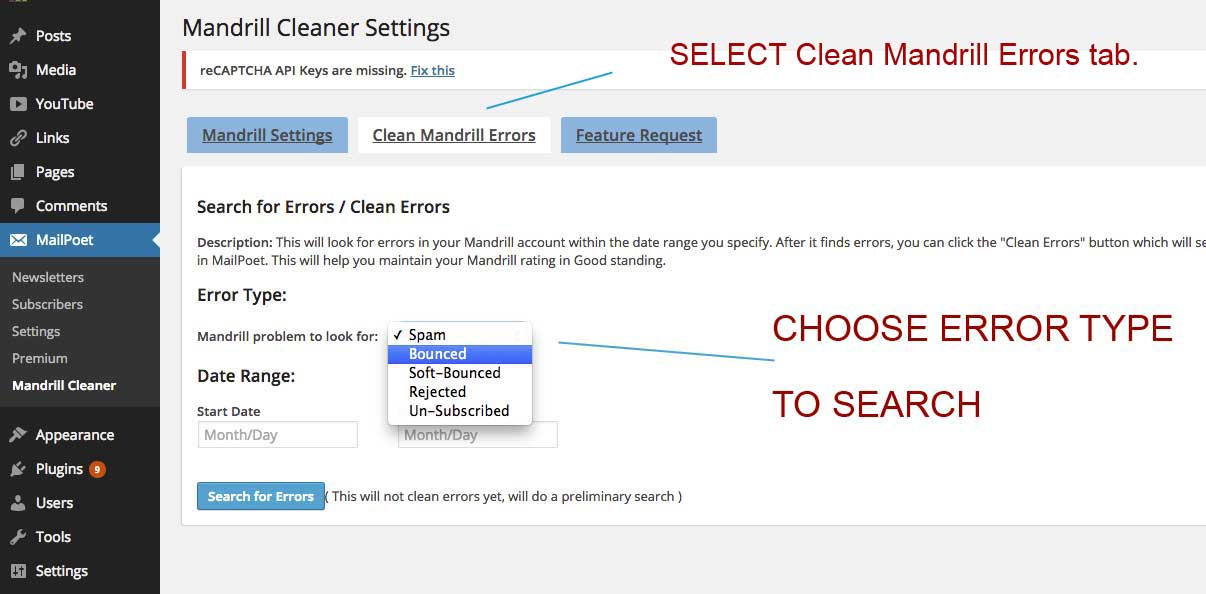 Posts
Media
YouTube
Links
Pages
Comments
MailPoet
Newsletters
Subscribers
Settings
Premium
Mandrill Cleaner
Appearance
Plugins 9
Users
Tools
Settings
Mandrill Cleaner Settings
reCAPTCHA API Keys are missing. Fix this
SELECT Clean Mandrill Errors tab.
Mandrill Settings
Clean Mandrill Errors
Feature Request
Search for Errors / Clean Errors
Description: This will look for errors in your Mandrill account within the date range you specify. After it finds errors, you can click the "Clean Errors" button which will se
in MailPoet. This will help you maintain your Mandrill rating in Good standing.
Error Type:
Mandrill problem to look for:
✓ Spam
Bounced
Soft-Bounced
Rejected
Un-Subscribed
CHOOSE ERROR TYPE
TO SEARCH
Date Range:
Start Date
Month/Day
Month/Day
Search for Errors ( This will not clean errors yet, will do a preliminary search )